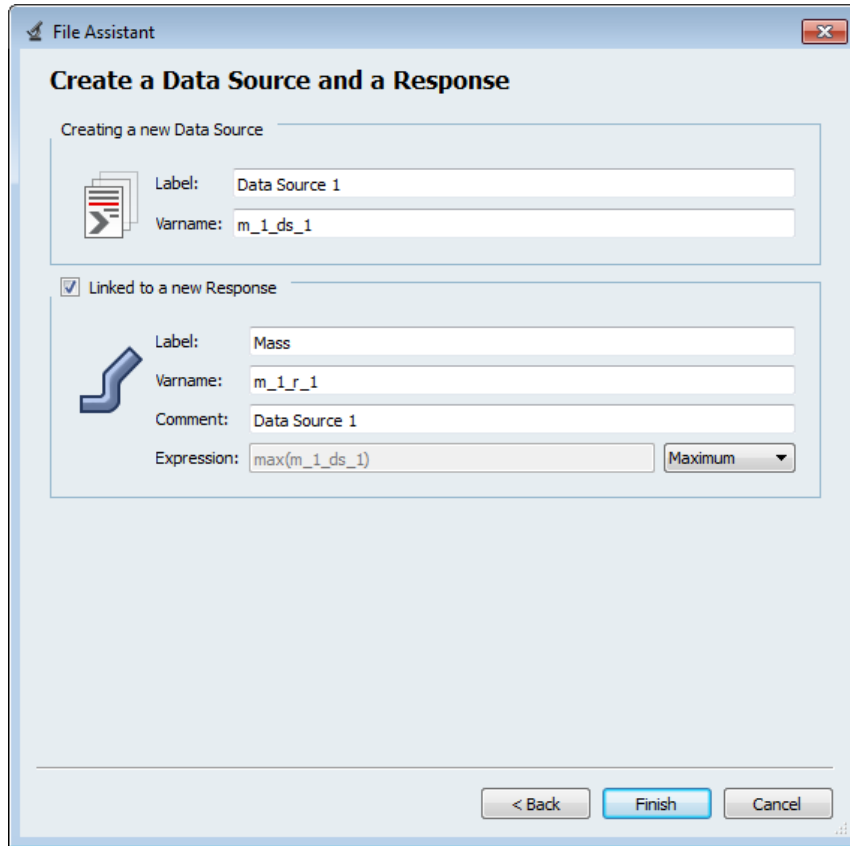 File Assistant
Create a Data Source and a Response
Creating a new Data Source
Label: Data Source 1
Varname: m_1_ds_1
Linked to a new Response
Label: Mass
Varname: m_1_r_1
Comment: Data Source 1
Expression: max(m_1_ds_1) Maximum
< Back Finish Cancel